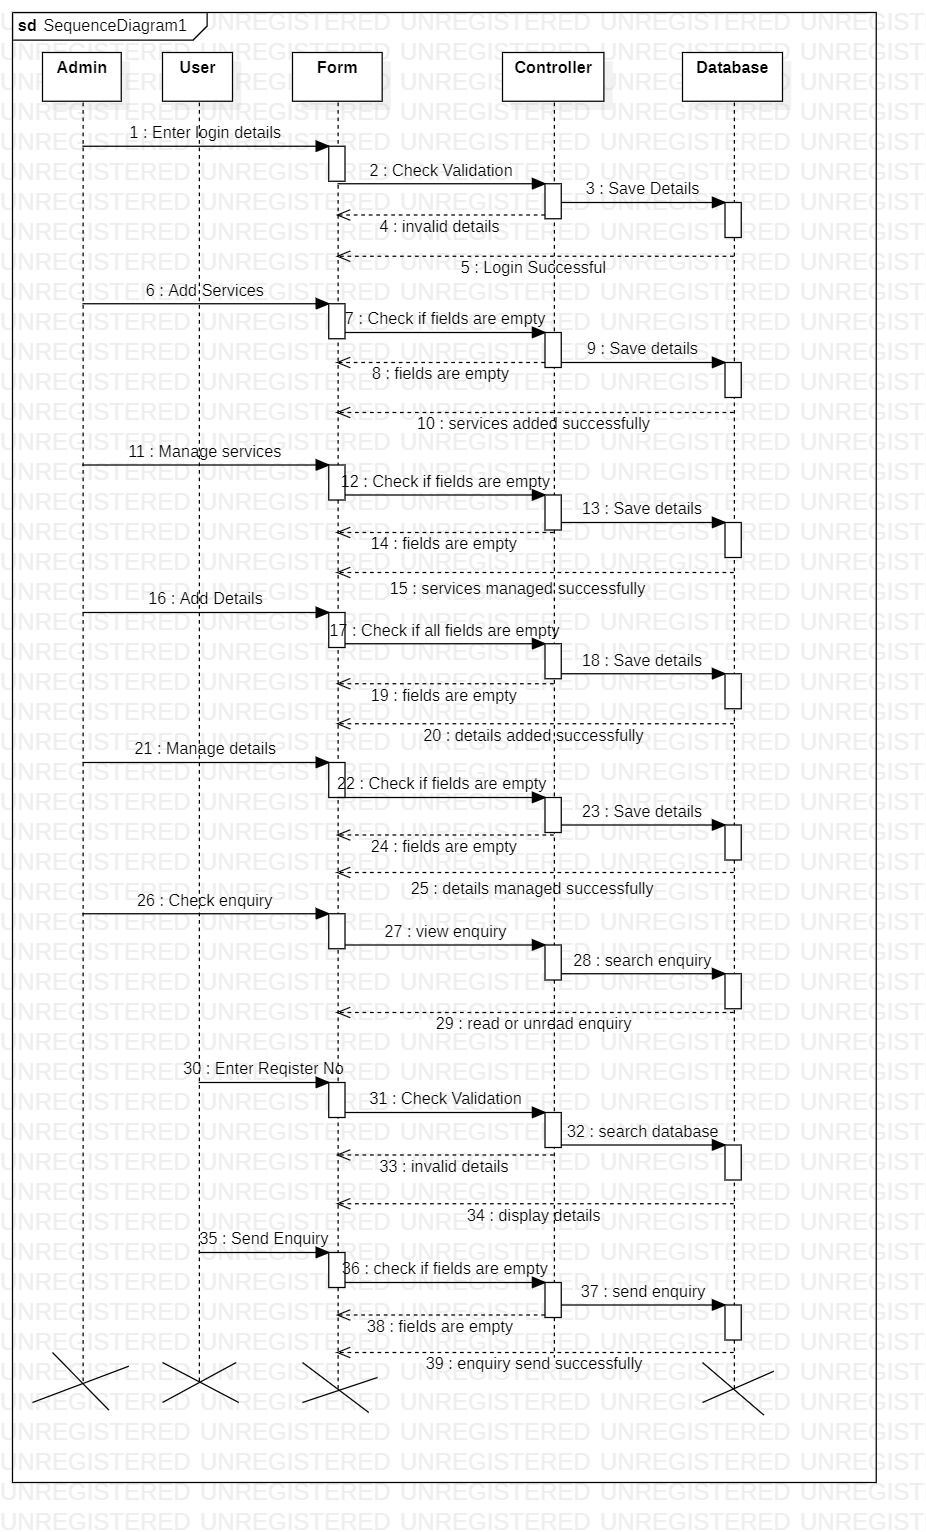 sd SequenceDiagram1
Admin
User
Form
Controller
Database
1 : Enter login details
2 : Check Validation
3 : Save Details
4 : invalid details
5 : Login Successful
6 : Add Services
7 : Check if fields are empty
9 : Save details
8 : fields are empty
10 : services added successfully
11 : Manage services
12 : Check if fields are empty
13 : Save details
14 : fields are empty
15 : services managed successfully
16 : Add Details
17 : Check if all fields are empty
18 : Save details
19 : fields are empty
20 : details added successfully
21 : Manage details
22 : Check if fields are empty
23 : Save details
24 : fields are empty
25 : details managed successfully
26 : Check enquiry
27 : view enquiry
28 : search enquiry
29 : read or unread enquiry
30 : Enter Register No
31 : Check Validation
32 : search database
33 : invalid details
34 : display details
35 : Send Enquiry
36 : check if fields are empty
37 : send enquiry
38 : fields are empty
39 : enquiry send successfully
UNREGISTERED